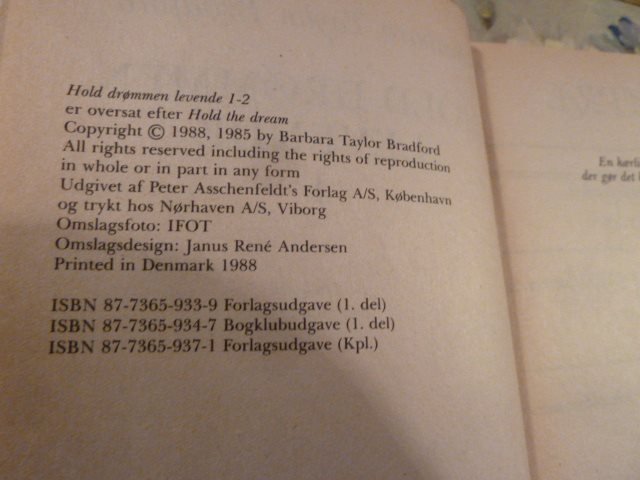 Hold drømmen levende 1-2
er oversat efter Hold the dream
Copyright © 1988, 1985 by Barbara Taylor Bradford
All rights reserved including the rights of reproduction
in whole or in part in any form
Udgivet af Peter Asschenfeldt's Forlag A/S, København
og trykt hos Nørhaven A/S, Viborg
Omslagsfoto: IFOT
Omslagsdesign: Janus René Andersen
Printed in Denmark 1988
ISBN 87-7365-933-9 Forlagsudgave (1. del)
ISBN 87-7365-934-7 Bogklubudgave (1. del)
ISBN 87-7365-937-1 Forlagsudgave (Kpl.)
En
der gør det